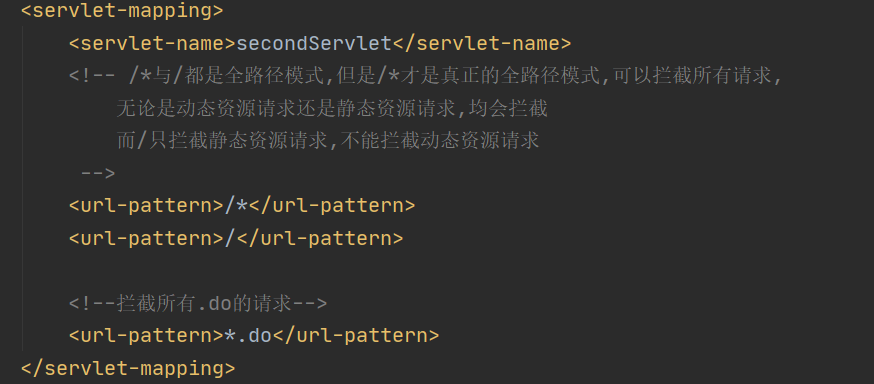 <servlet-mapping>
<servlet-name>secondServlet</servlet-name>
<!-- /*与/都是全路径模式,但是/*才是真正的全路径模式,可以拦截所有请求,
无论是动态资源请求还是静态资源请求,均会拦截
而/只拦截静态资源请求,不能拦截动态资源请求
-->
<url-pattern>/*</url-pattern>
<url-pattern>/</url-pattern>
<!--拦截所有.do的请求-->
<url-pattern>*.do</url-pattern>
</servlet-mapping>